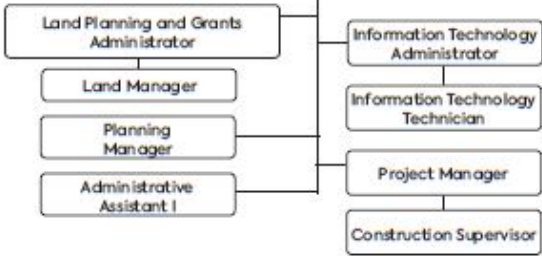 Land Planning and Grants
Administrator
Land Manager
Planning
Manager
Administrative
Assistant I
Information Technology
Administrator
Information Technology
Technician
Project Manager
Construction Supervisor